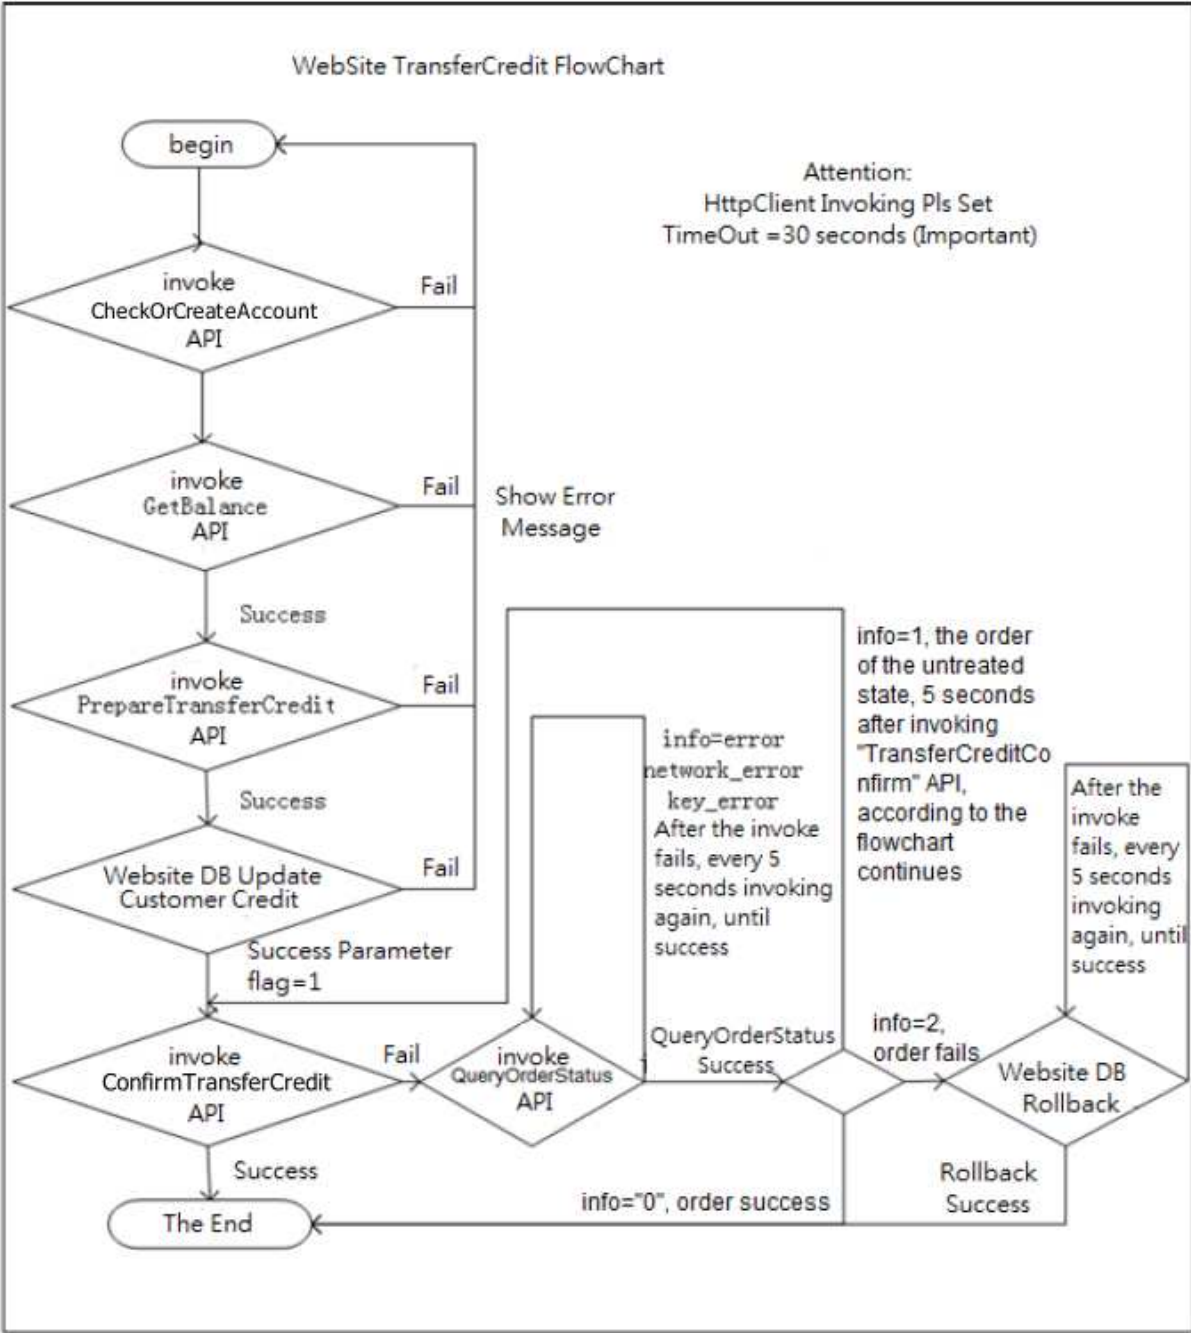 WebSite TransferCredit FlowChart
begin
Attention:
HttpClient Invoking Pls Set
TimeOut =30 seconds (Important)
invoke
CheckOrCreateAccount
API
Fail
invoke
GetBalance
API
Fail
Show Error
Message
Success
invoke
PrepareTransferCredit
API
Fail
Success
Website DB Update
Customer Credit
Fail
Success Parameter
flag=1
info=error
network_error
key_error
After the invoke
fails, every 5
seconds invoking
again, until
success
info=1, the order
of the untreated
state, 5 seconds
after invoking
"TransferCreditCo
nfirm" API,
according to the
flowchart
continues
After the
invoke
fails, every
5 seconds
invoking
again, until
success
invoke
ConfirmTransferCredit
API
Fail
invoke
QueryOrderStatus
API
QueryOrderStatus
Success
info=2,
order fails
Website DB
Rollback
Success
Rollback
Success
info="0", order success
The End